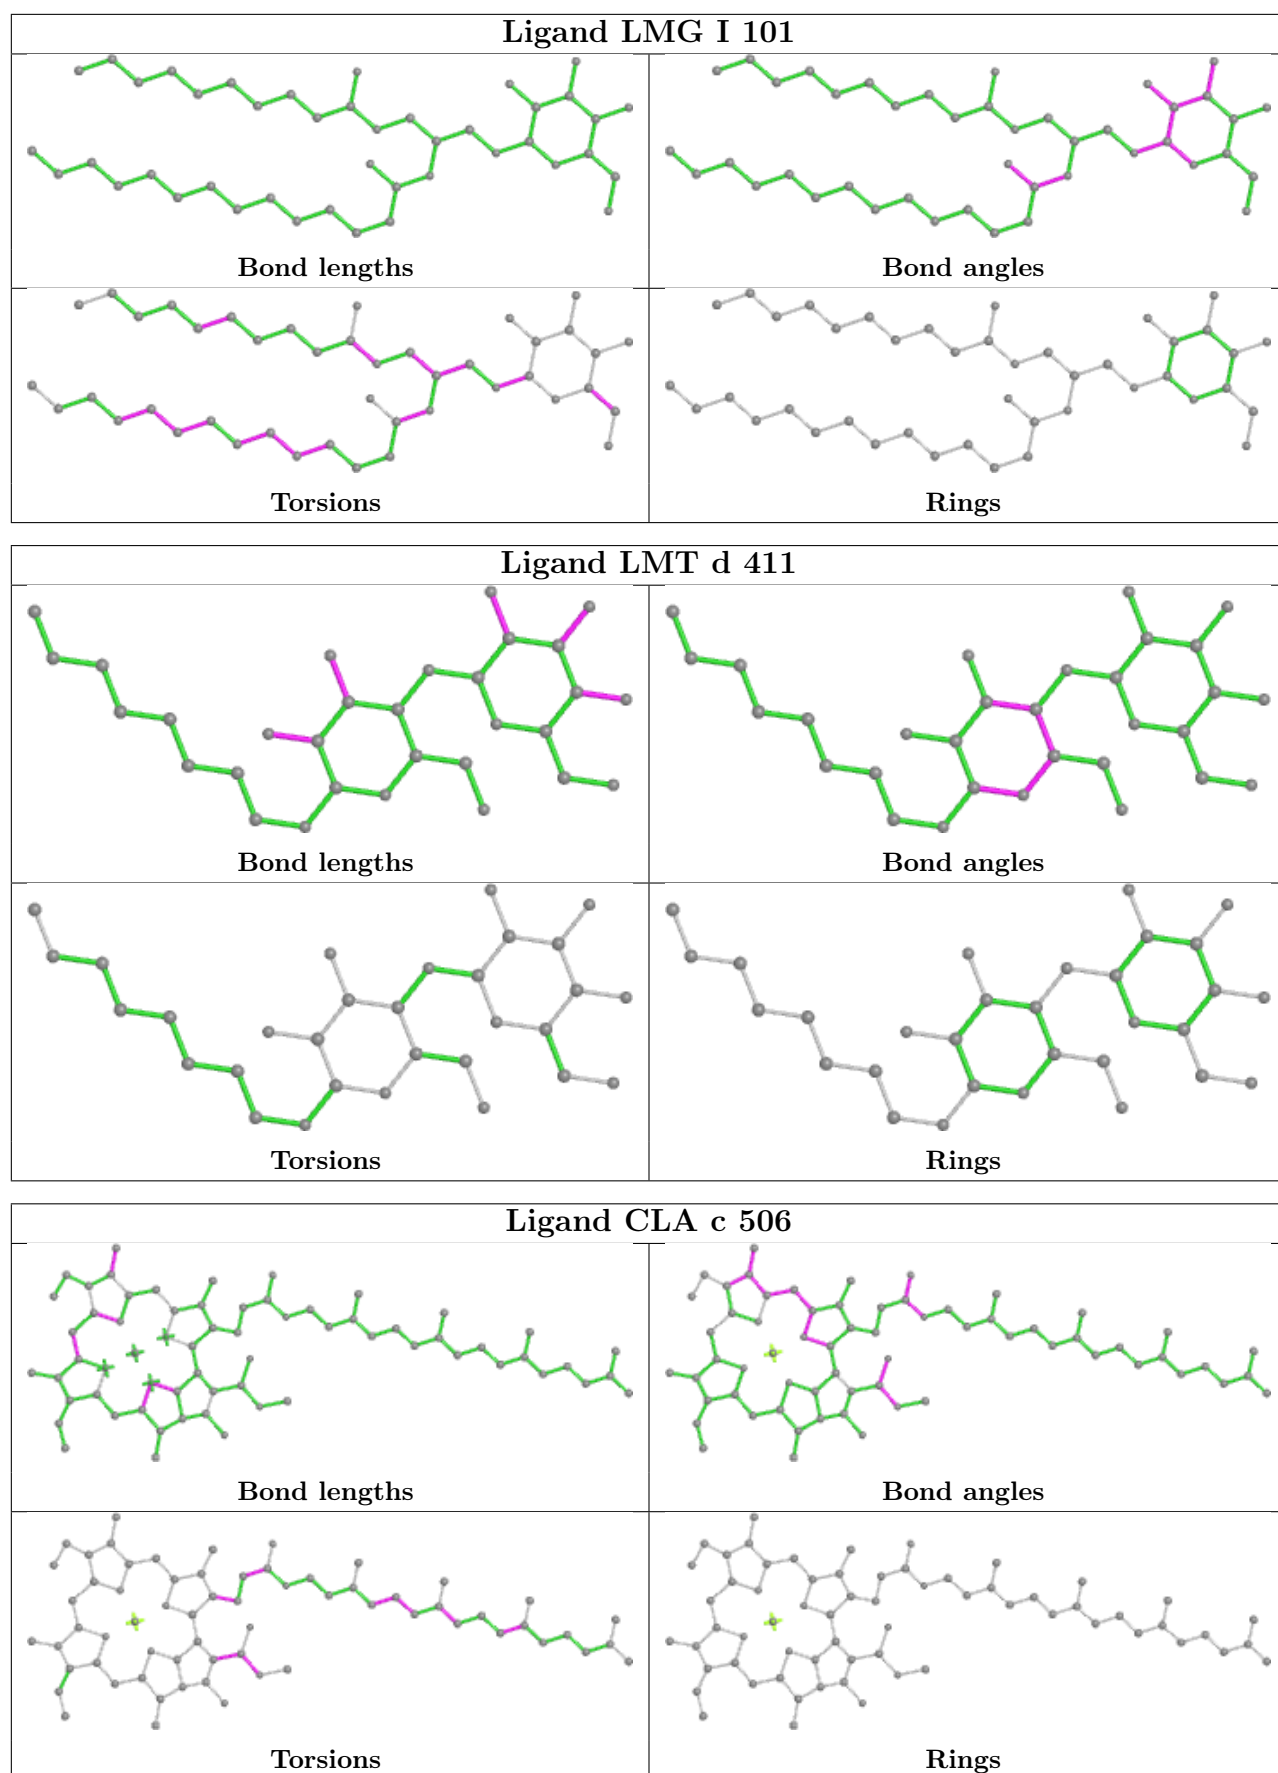 Ligand LMG I 101
Bond lengths
Bond angles
Torsions
Rings
Ligand LMT d 411
Bond lengths
Bond angles
Torsions
Rings
Ligand CLA c 506
Bond lengths
Bond angles
Torsions
Rings